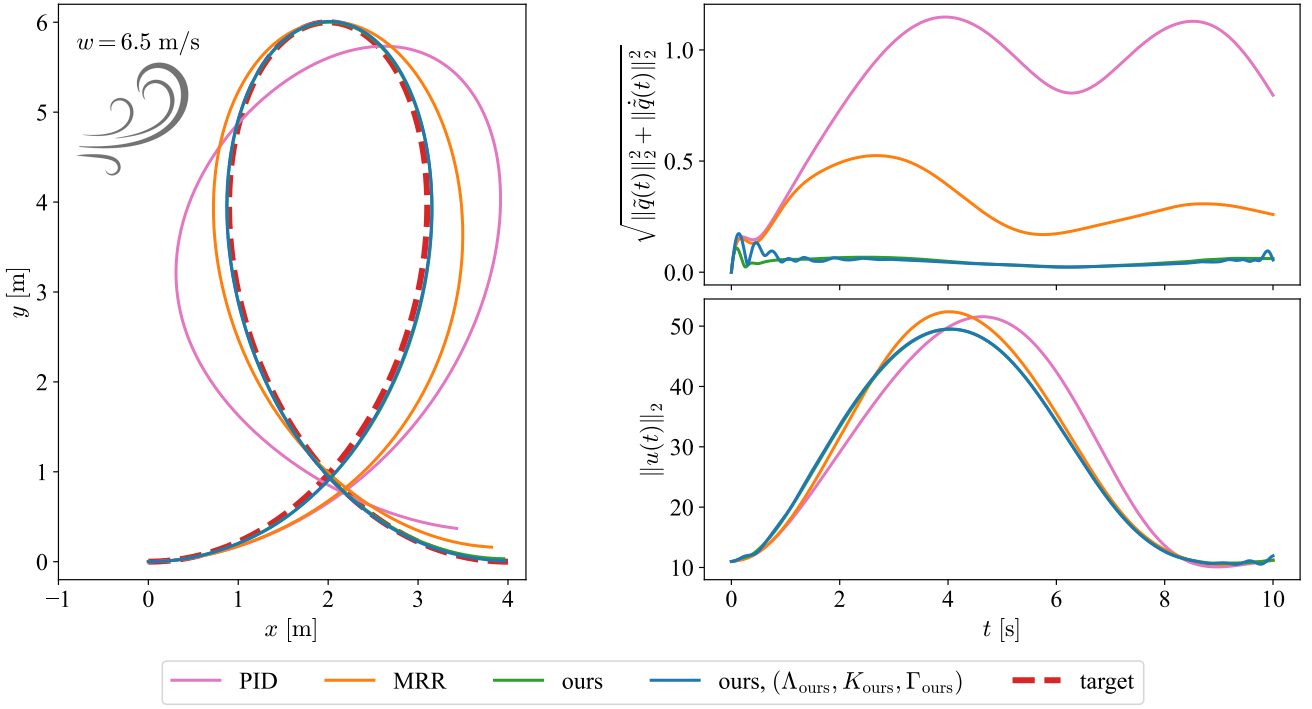 w = 6.5 m/s
6
5
4
3
2
1
0
y [m]
−1 0 1 2 3 4
x [m]
1.0
0.5
0.0
√||q̃(t)||₂² + ||q̃̇(t)||₂²
50
40
30
20
10
||u(t)||₂
0 2 4 6 8 10
t [s]
PID MRR ours ours, (Λ_ours, K_ours, Γ_ours) target